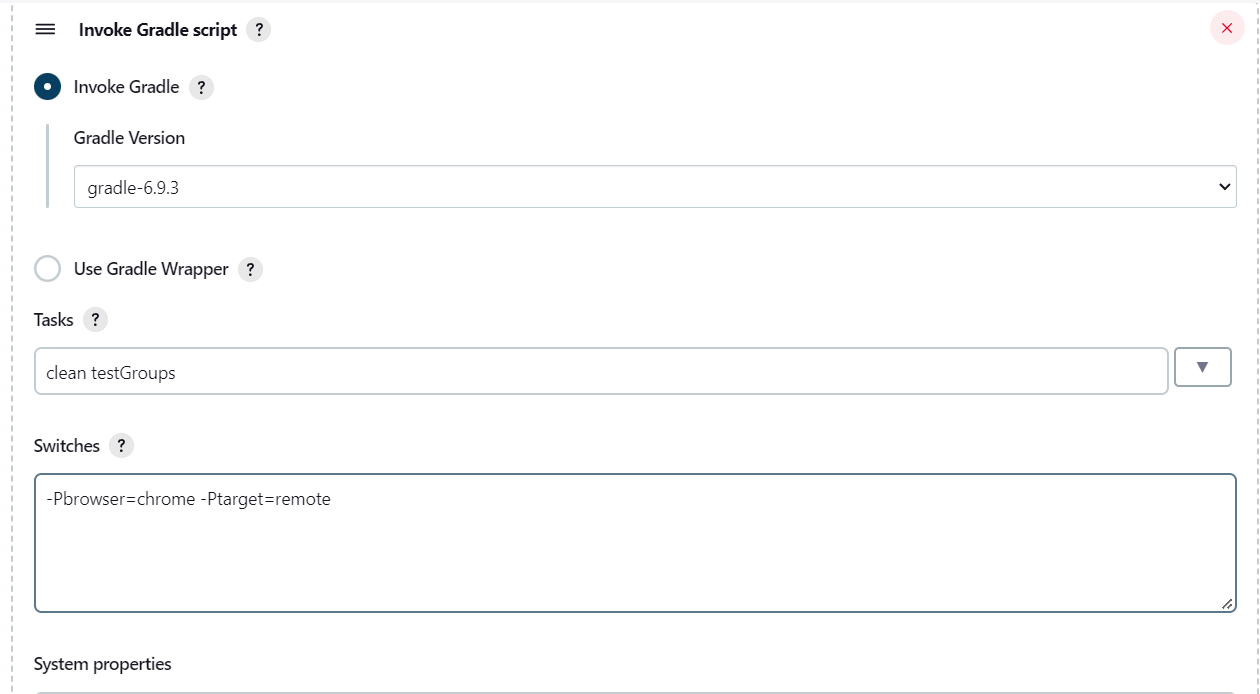 Invoke Gradle script ?
Invoke Gradle ?
Gradle Version
gradle-6.9.3
Use Gradle Wrapper ?
Tasks ?
clean testGroups
Switches ?
-Pbrowser=chrome -Ptarget=remote
System properties